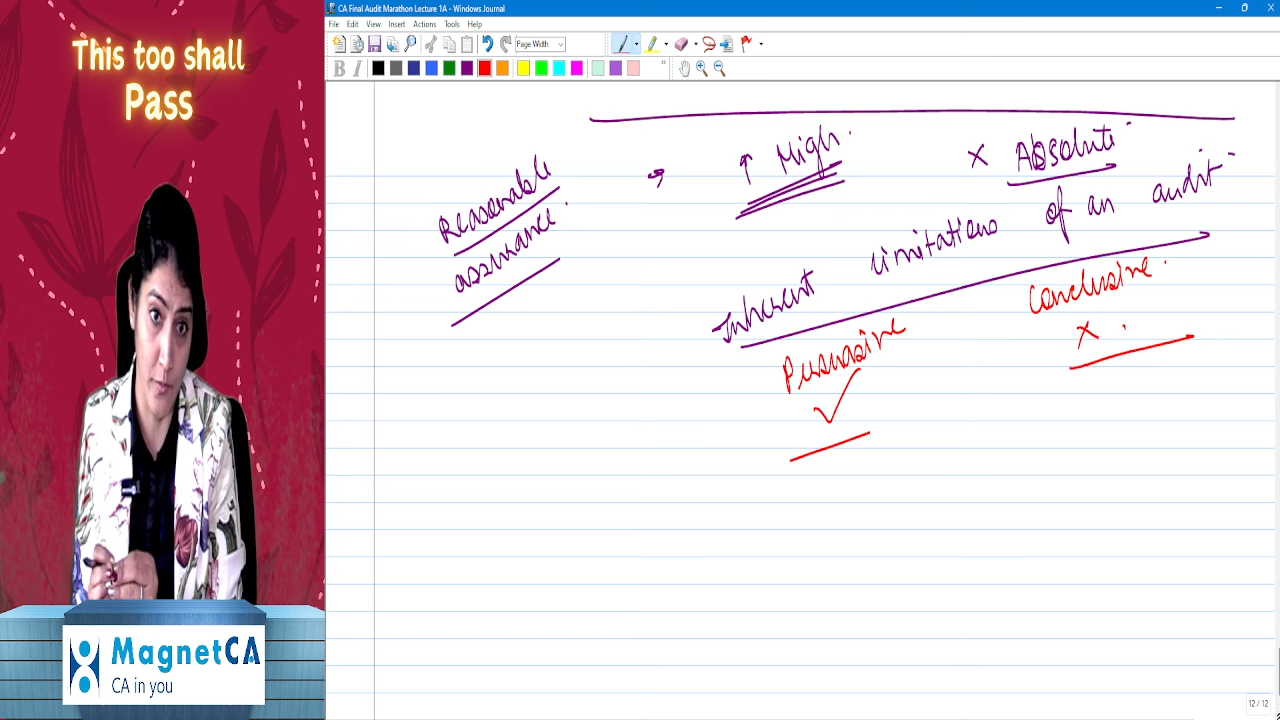 This too shall
Pass
CA Final Audit Marathon Lecture 1A - Windows Journal
File Edit View Insert Actions Tools Help
Page Width
B I
Reasonable
assurance.
↑ High.
× Absolute
Inherent limitations of an audit
Persuasive
✓
Conclusive.
×
MagnetCA
CA in you
12 / 12